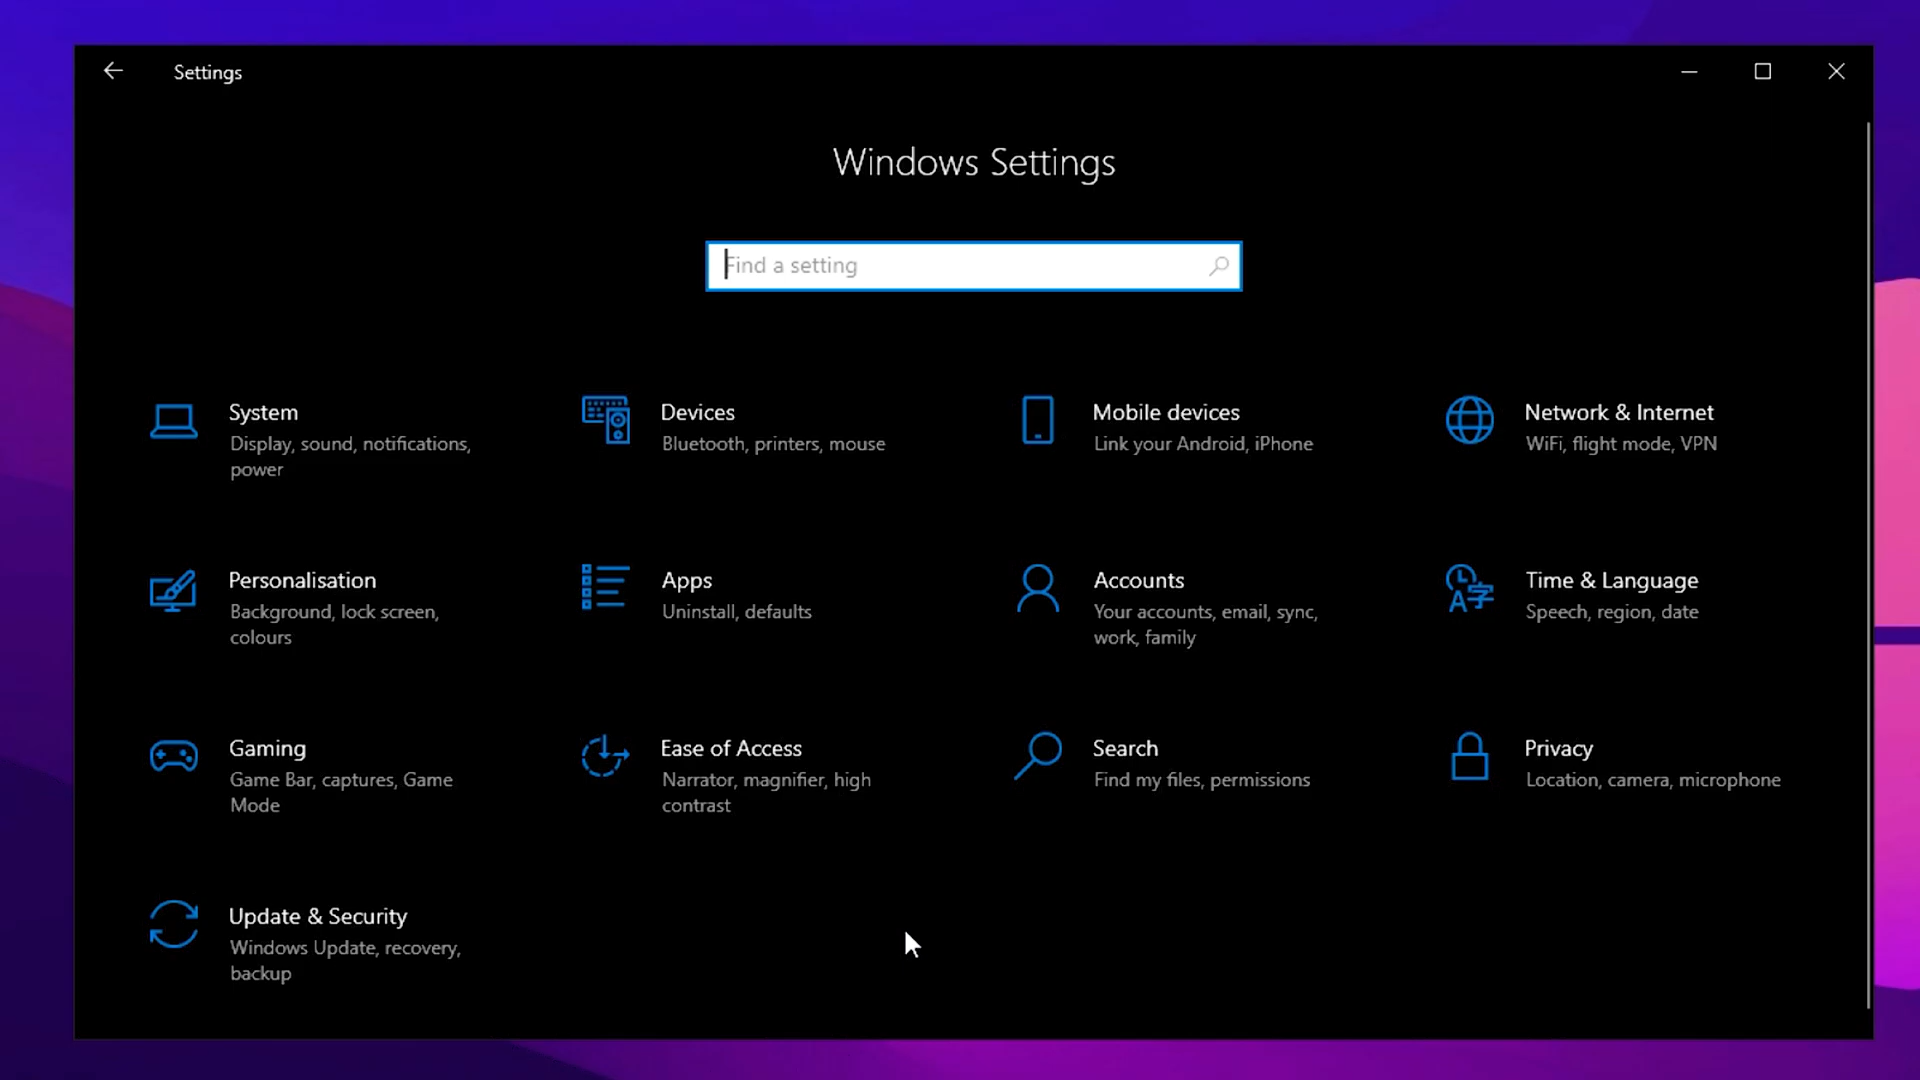 Settings
Windows Settings
Find a setting
System
Display, sound, notifications,
power
Devices
Bluetooth, printers, mouse
Mobile devices
Link your Android, iPhone
Network & Internet
WiFi, flight mode, VPN
Personalisation
Background, lock screen,
colours
Apps
Uninstall, defaults
Accounts
Your accounts, email, sync,
work, family
Time & Language
Speech, region, date
Gaming
Game Bar, captures, Game
Mode
Ease of Access
Narrator, magnifier, high
contrast
Search
Find my files, permissions
Privacy
Location, camera, microphone
Update & Security
Windows Update, recovery,
backup